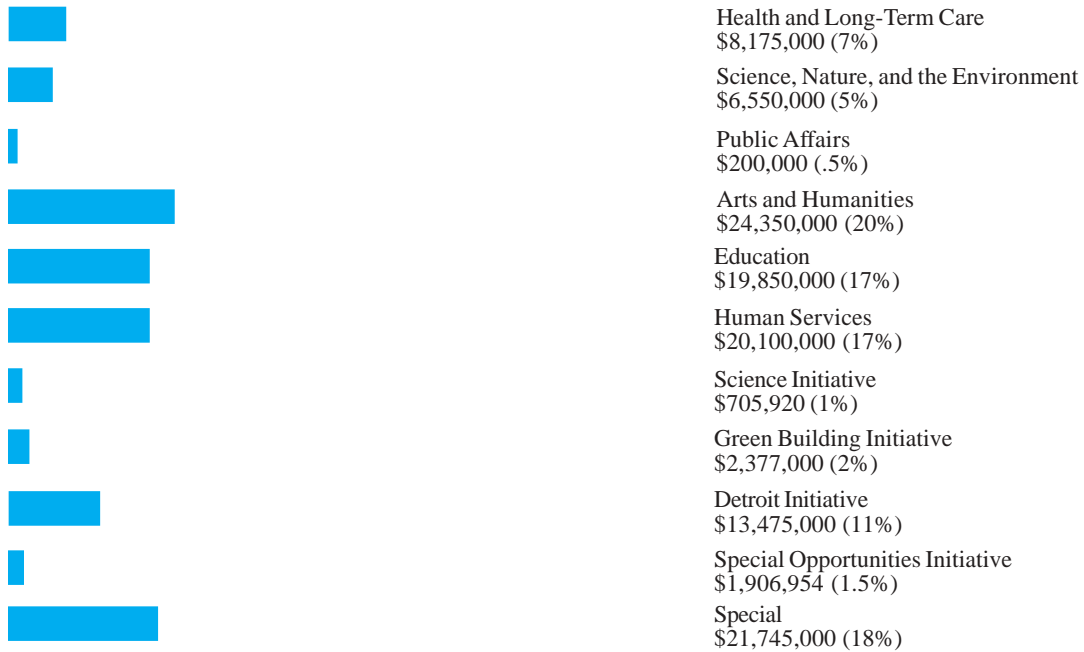 Health and Long-Term Care
$8,175,000 (7%)
Science, Nature, and the Environment
$6,550,000 (5%)
Public Affairs
$200,000 (.5%)
Arts and Humanities
$24,350,000 (20%)
Education
$19,850,000 (17%)
Human Services
$20,100,000 (17%)
Science Initiative
$705,920 (1%)
Green Building Initiative
$2,377,000 (2%)
Detroit Initiative
$13,475,000 (11%)
Special Opportunities Initiative
$1,906,954 (1.5%)
Special
$21,745,000 (18%)